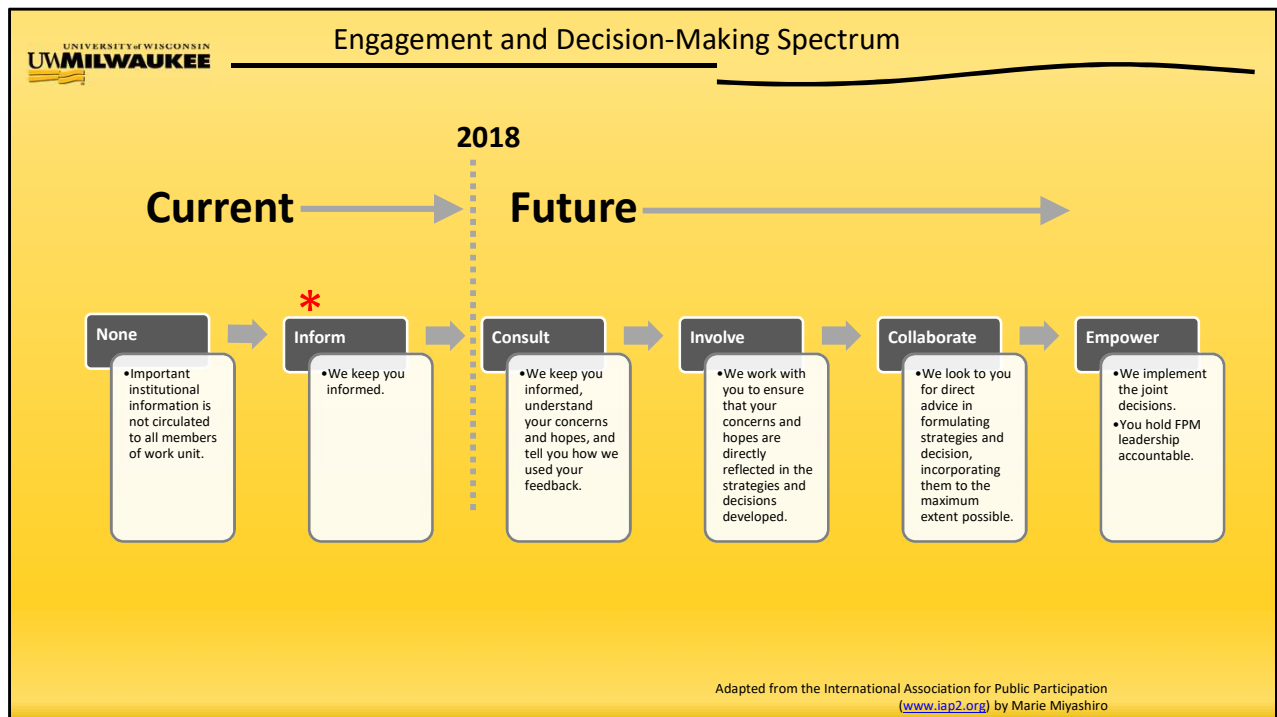 UNIVERSITY of WISCONSIN
UWMILWAUKEE
Engagement and Decision-Making Spectrum
2018
Current
Future
*
None
•Important
institutional
information is
not circulated
to all members
of work unit.
Inform
•We keep you
informed.
Consult
•We keep you
informed,
understand
your concerns
and hopes, and
tell you how we
used your
feedback.
Involve
•We work with
you to ensure
that your
concerns and
hopes are
directly
reflected in the
strategies and
decisions
developed.
Collaborate
•We look to you
for direct
advice in
formulating
strategies and
decision,
incorporating
them to the
maximum
extent possible.
Empower
•We implement
the joint
decisions.
•You hold FPM
leadership
accountable.
Adapted from the International Association for Public Participation
(www.iap2.org) by Marie Miyashiro